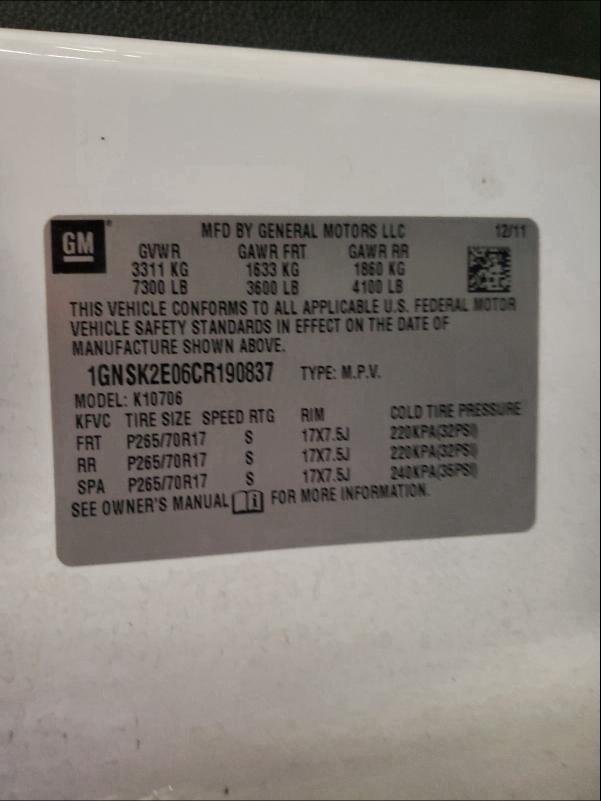 GM MFD BY GENERAL MOTORS LLC 12/11
GVWR GAWR FRT GAWR RR
3311 KG 1633 KG 1860 KG
7300 LB 3600 LB 4100 LB
THIS VEHICLE CONFORMS TO ALL APPLICABLE U.S. FEDERAL MOTOR
VEHICLE SAFETY STANDARDS IN EFFECT ON THE DATE OF
MANUFACTURE SHOWN ABOVE.
1GNSK2E06CR190837 TYPE: M.P.V.
MODEL: K10706
KFVC TIRE SIZE SPEED RTG RIM COLD TIRE PRESSURE
FRT P265/70R17 S 17X7.5J 220KPA(32PSI)
RR P265/70R17 S 17X7.5J 220KPA(32PSI)
SPA P265/70R17 S 17X7.5J 240KPA(35PSI)
SEE OWNER'S MANUAL i FOR MORE INFORMATION.